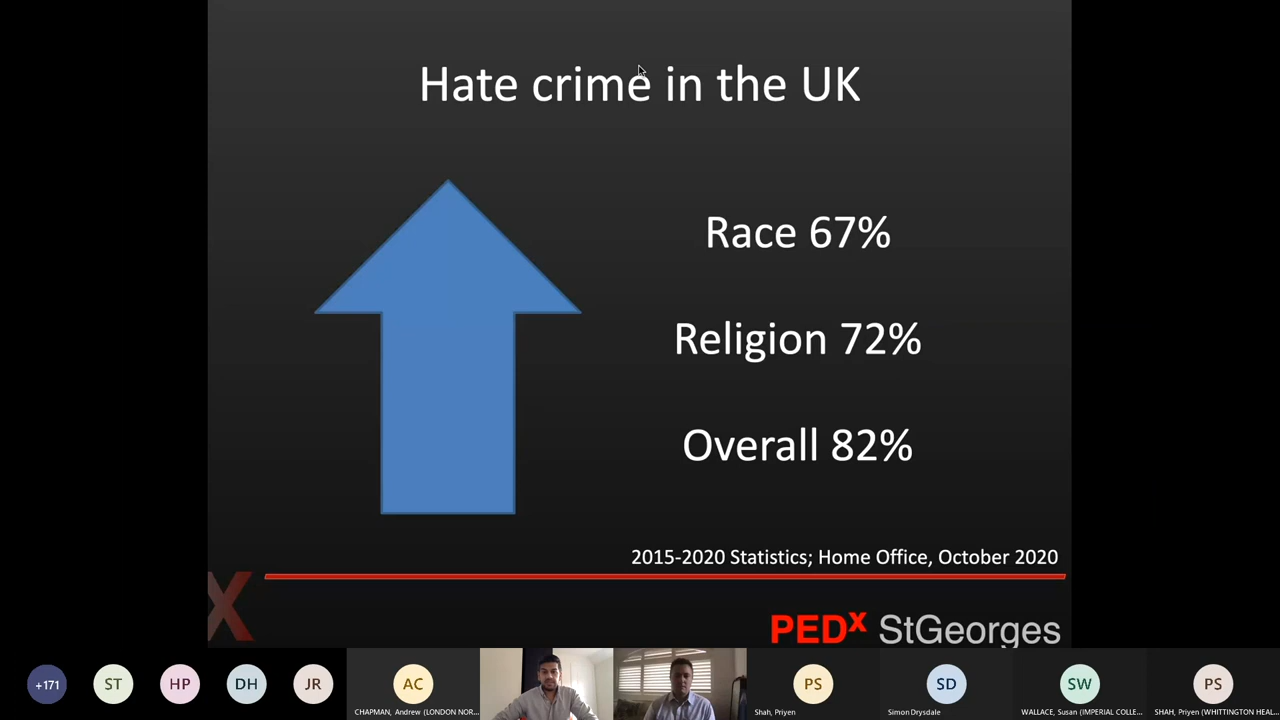 Hate crime in the UK
Race 67%
Religion 72%
Overall 82%
2015-2020 Statistics; Home Office, October 2020
X
PEDx StGeorges
+171
ST
HP
DH
JR
AC
PS
SD
SW
PS
CHAPMAN, Andrew (LONDON NOR...
Shah, Priyen
Simon Drysdale
WALLACE, Susan (IMPERIAL COLLE...
SHAH, Priyen (WHITTINGTON HEAL...